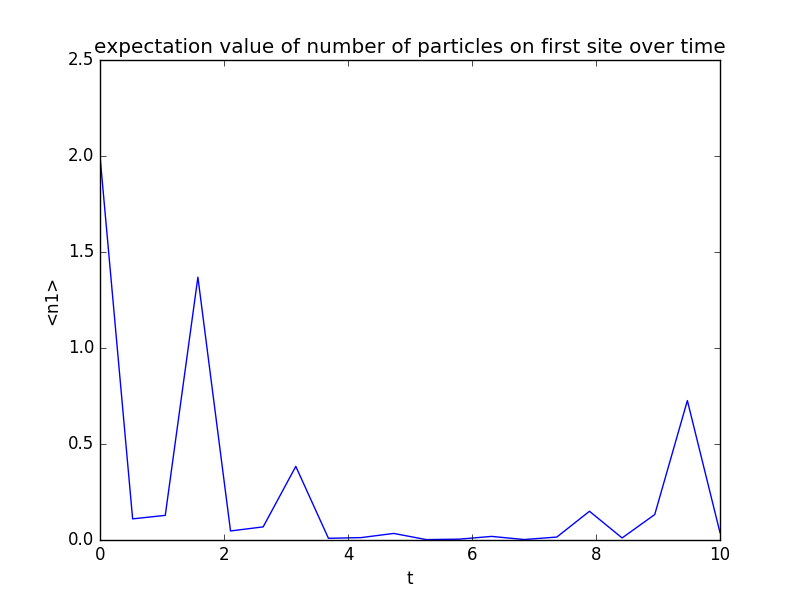 expectation value of number of particles on first site over time
2.5
2.0
1.5
1.0
0.5
0.0
<n1>
0 2 4 6 8 10
t